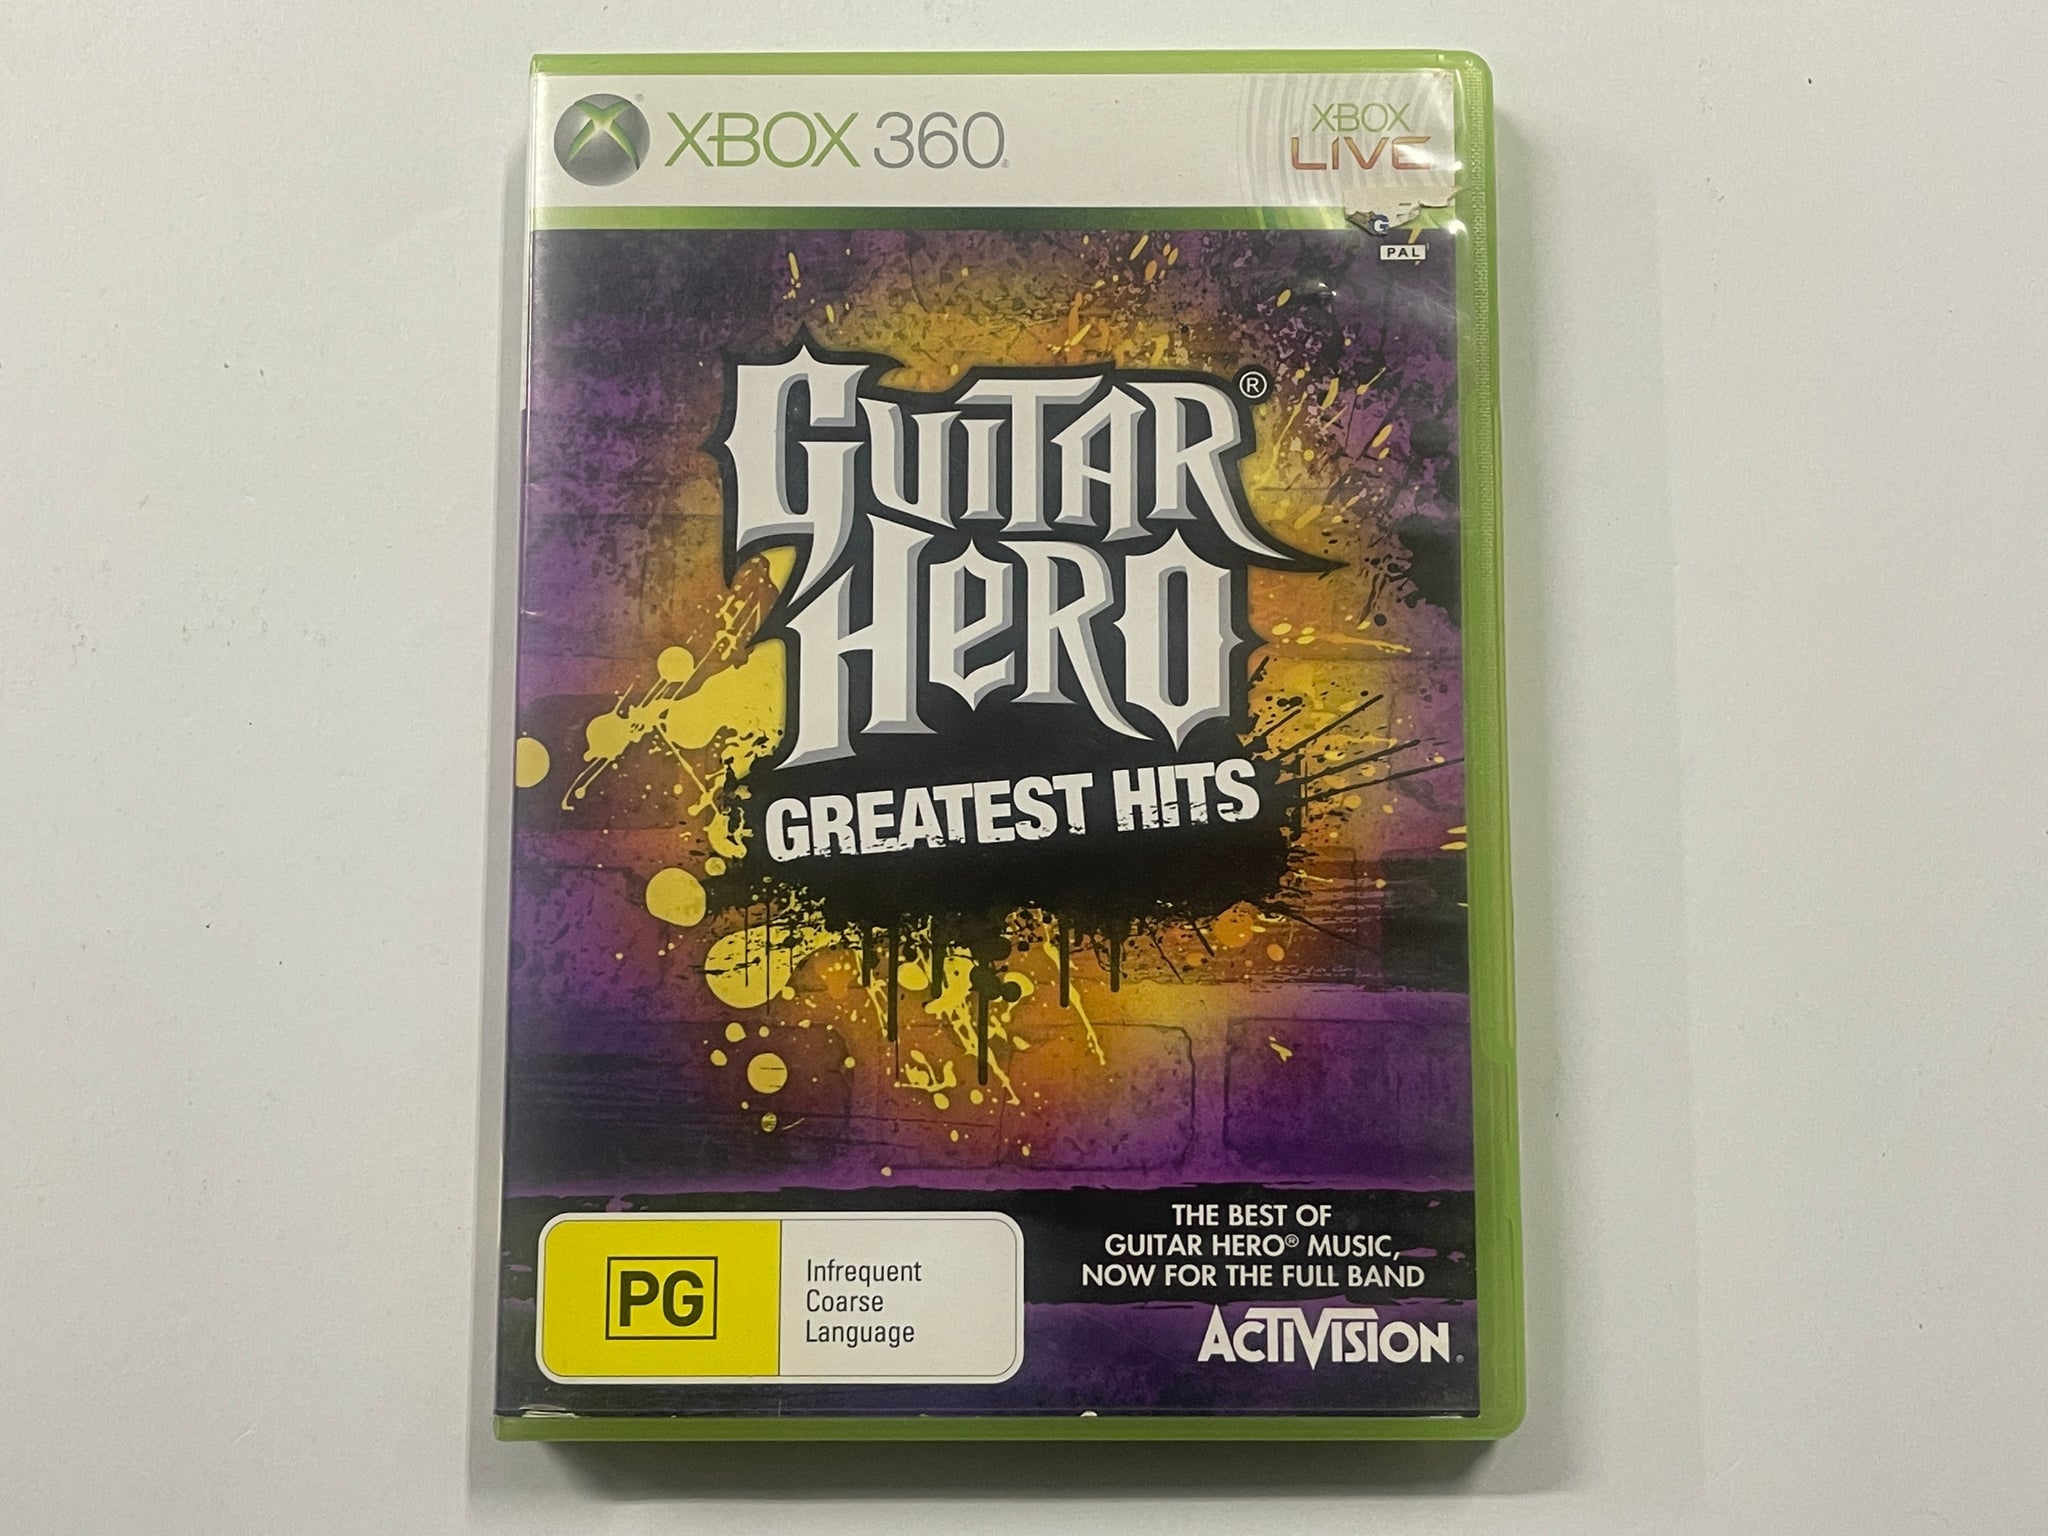 XBOX 360
XBOX
LIVE
G
PAL
GUITAR®
HERO
GREATEST HITS
THE BEST OF
GUITAR HERO® MUSIC,
NOW FOR THE FULL BAND
PG
Infrequent
Coarse
Language
ACTIVISION